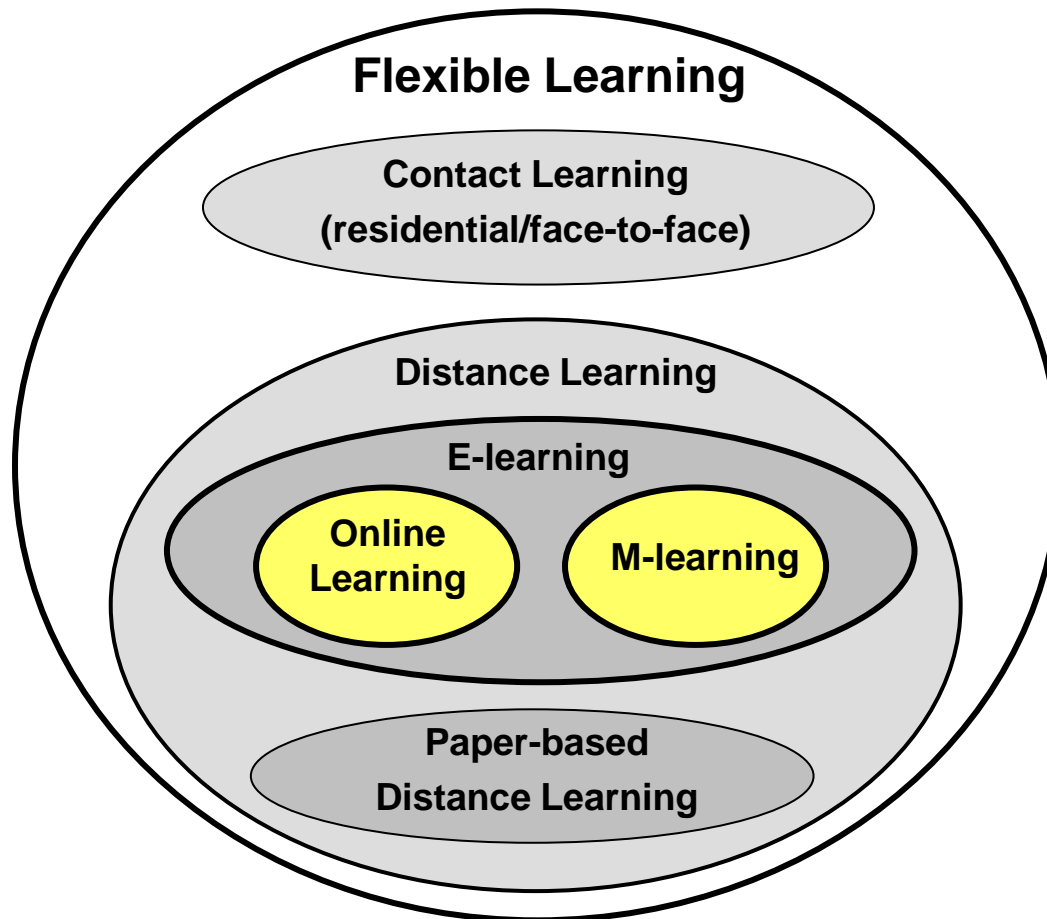 Flexible Learning
Contact Learning
(residential/face-to-face)
Distance Learning
E-learning
Online
Learning
M-learning
Paper-based
Distance Learning